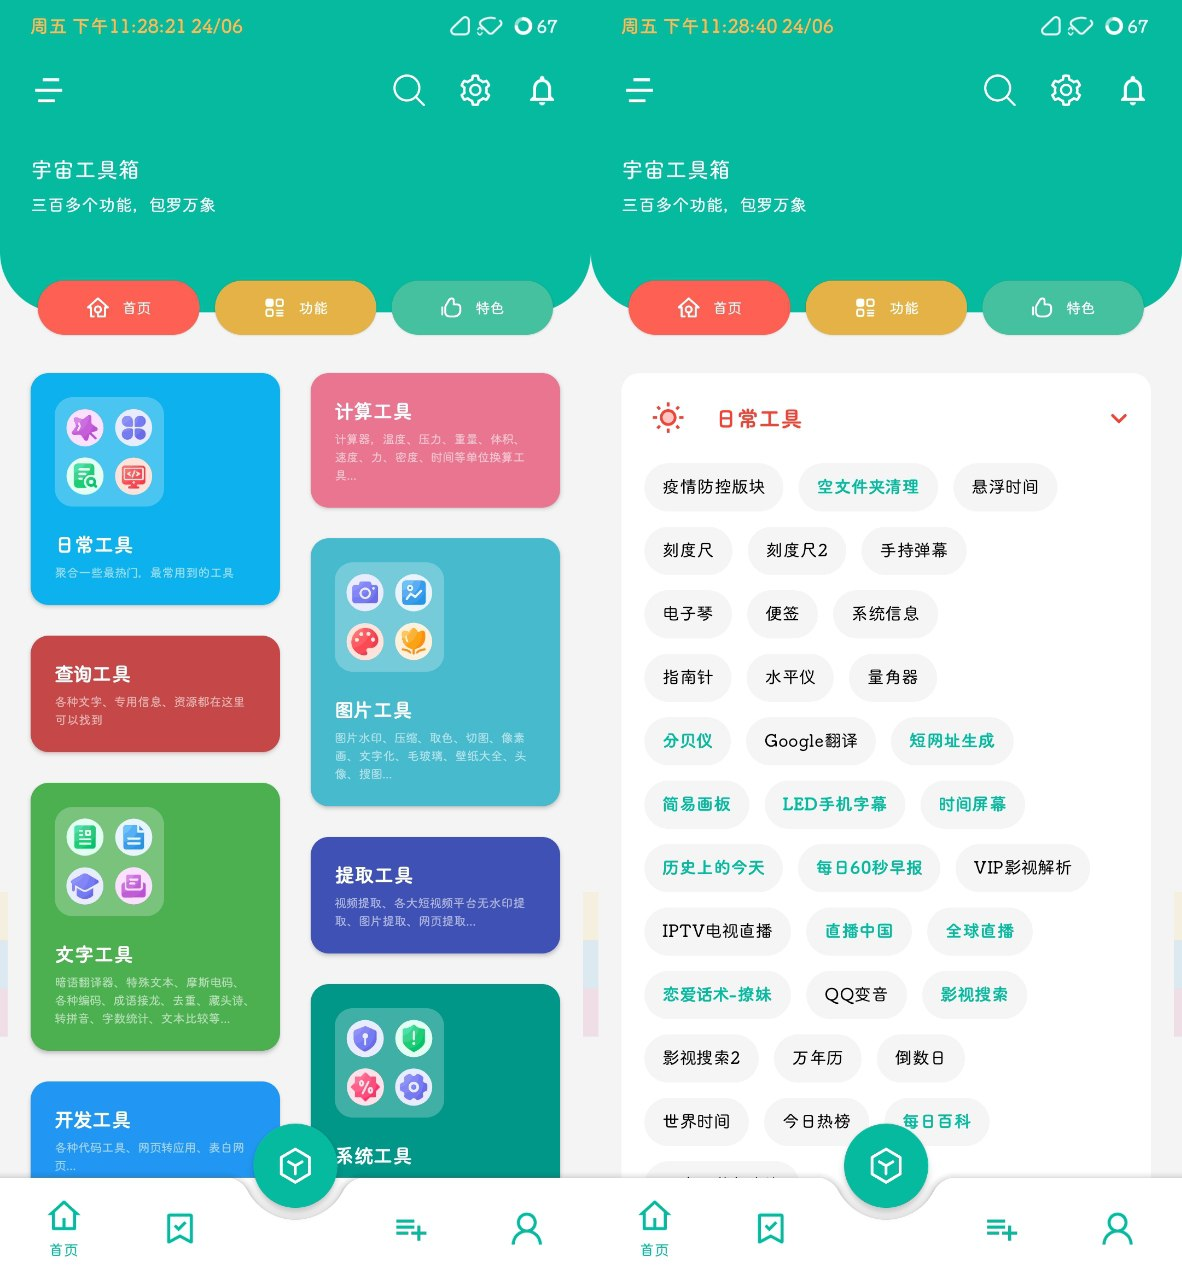 周五 下午11:28:21 24/06
67
宇宙工具箱
三百多个功能，包罗万象
首页
功能
特色
日常工具
聚合一些最热门，最常用到的工具
查询工具
各种文字、专用信息、资源都在这里
可以找到
文字工具
暗语翻译器、特殊文本、摩斯电码、
各种编码、成语接龙、去重、藏头诗、
转拼音、字数统计、文本比较等...
开发工具
各种代码工具、网页转应用、表白网
页...
计算工具
计算器，温度、压力、重量、体积、
速度、力、密度、时间等单位换算工
具...
图片工具
图片水印、压缩、取色、切图、像素
画、文字化、毛玻璃、壁纸大全、头
像、搜图...
提取工具
视频提取、各大短视频平台无水印提
取、图片提取、网页提取...
系统工具
首页
周五 下午11:28:40 24/06
67
宇宙工具箱
三百多个功能，包罗万象
首页
功能
特色
日常工具
疫情防控版块 空文件夹清理 悬浮时间
刻度尺 刻度尺2 手持弹幕
电子琴 便签 系统信息
指南针 水平仪 量角器
分贝仪 Google翻译 短网址生成
简易画板 LED手机字幕 时间屏幕
历史上的今天 每日60秒早报 VIP影视解析
IPTV电视直播 直播中国 全球直播
恋爱话术-撩妹 QQ变音 影视搜索
影视搜索2 万年历 倒数日
世界时间 今日热榜 每日百科
首页